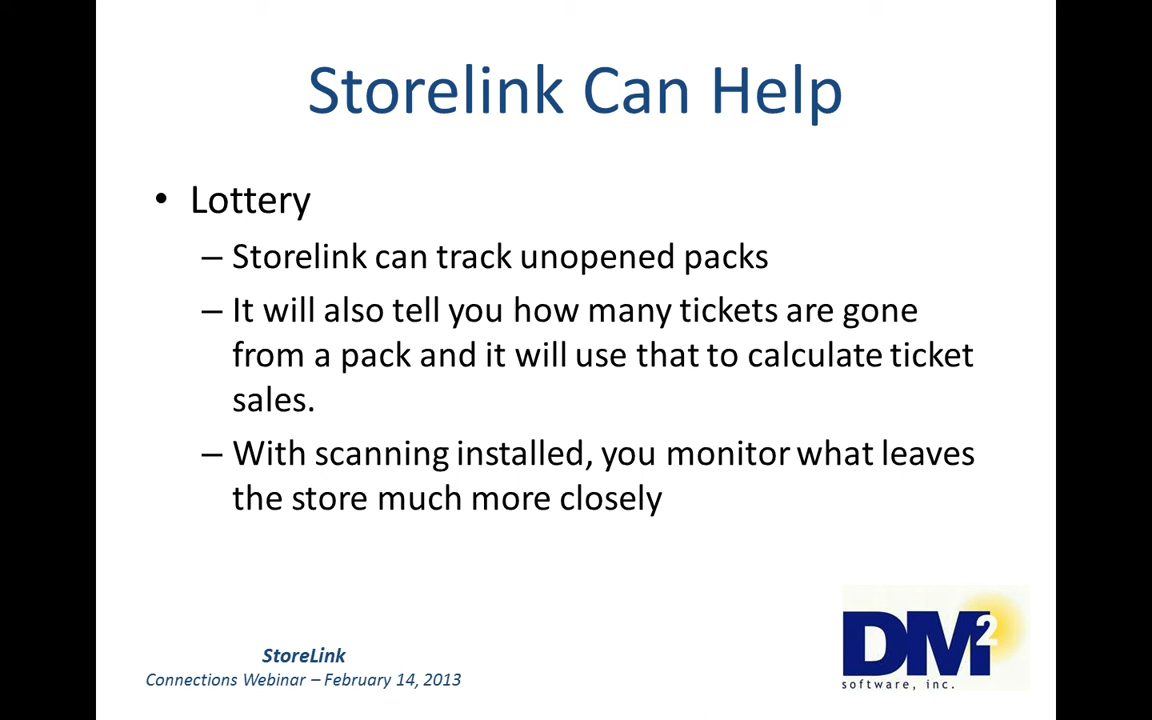 Storelink Can Help
• Lottery
– Storelink can track unopened packs
– It will also tell you how many tickets are gone
from a pack and it will use that to calculate ticket
sales.
– With scanning installed, you monitor what leaves
the store much more closely
StoreLink
Connections Webinar – February 14, 2013
DM2
software, inc.